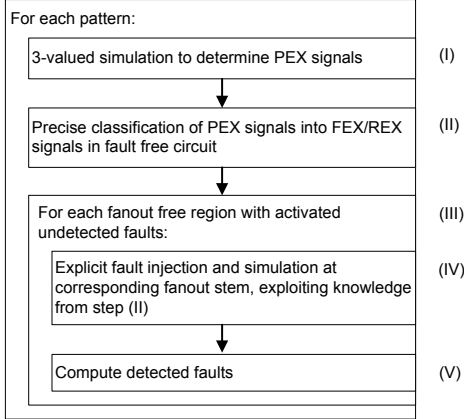 For each pattern:
3-valued simulation to determine PEX signals
(I)
Precise classification of PEX signals into FEX/REX
signals in fault free circuit
(II)
For each fanout free region with activated
undetected faults:
(III)
Explicit fault injection and simulation at
corresponding fanout stem, exploiting knowledge
from step (II)
(IV)
Compute detected faults
(V)